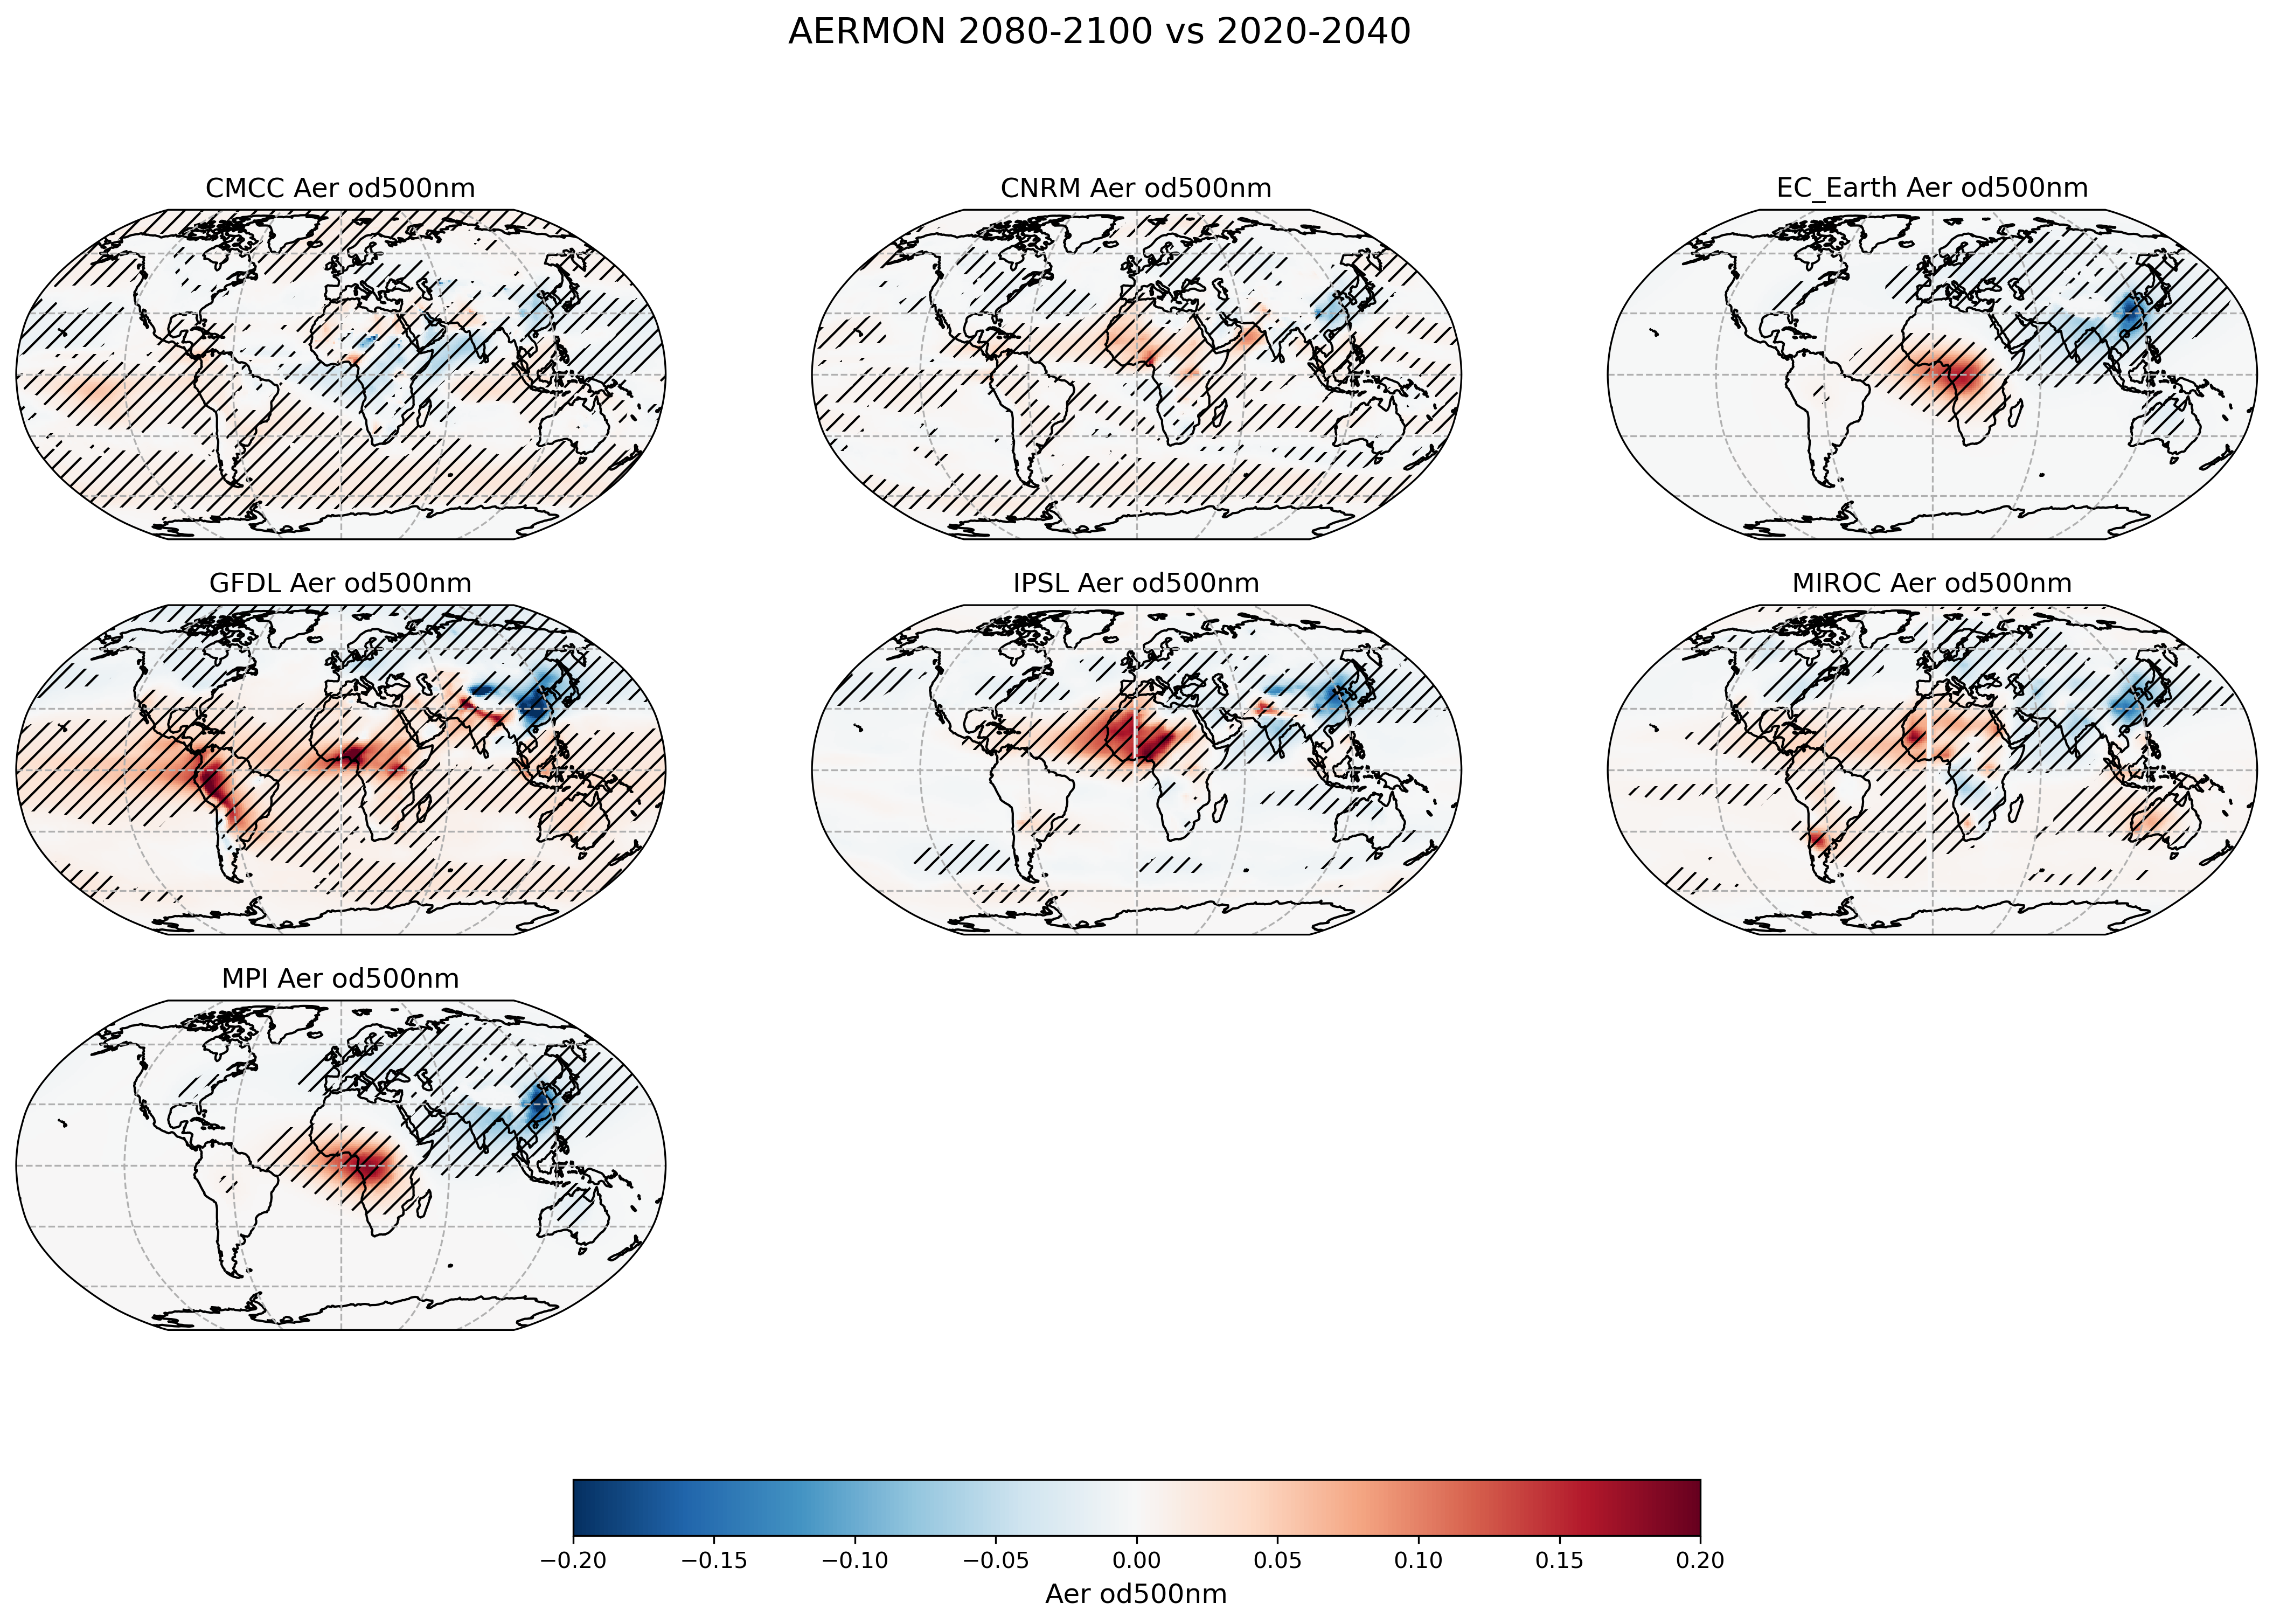 AERMON 2080-2100 vs 2020-2040
CMCC Aer od500nm
CNRM Aer od500nm
EC_Earth Aer od500nm
GFDL Aer od500nm
IPSL Aer od500nm
MIROC Aer od500nm
MPI Aer od500nm
−0.20 −0.15 −0.10 −0.05 0.00 0.05 0.10 0.15 0.20
Aer od500nm